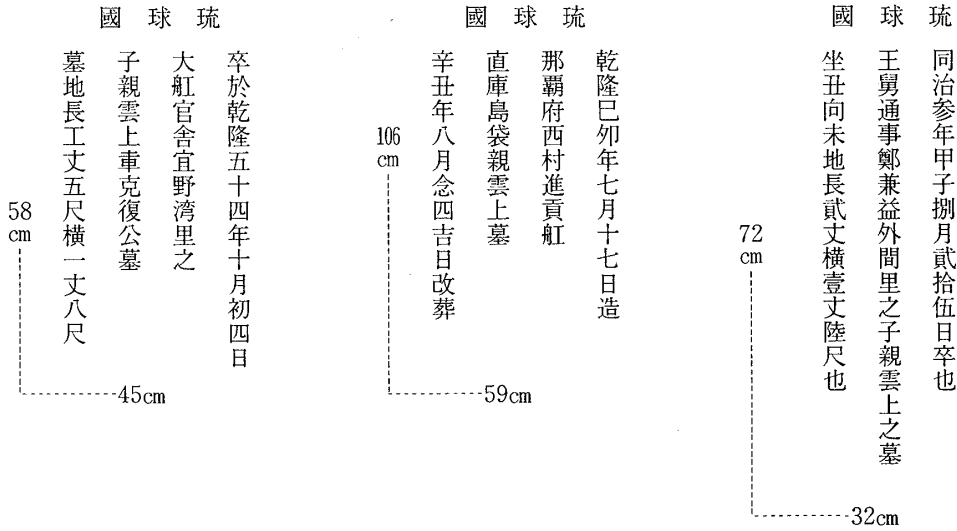 琉球國
同治参年甲子捌月貳拾伍日卒也
王舅通事鄭兼益外間里之子親雲上之墓
坐丑向未地長貳丈横壹丈陸尺也
72
cm
32cm
琉球國
乾隆巳夘年七月十七日造
那覇府西村進貢舡
直庫島袋親雲上墓
辛丑年八月念四吉日改葬
106
cm
59cm
琉球國
卒於乾隆五十四年十月初四日
大舡官舎宜野湾里之
子親雲上車克復公墓
墓地長工丈五尺横一丈八尺
58
cm
45cm